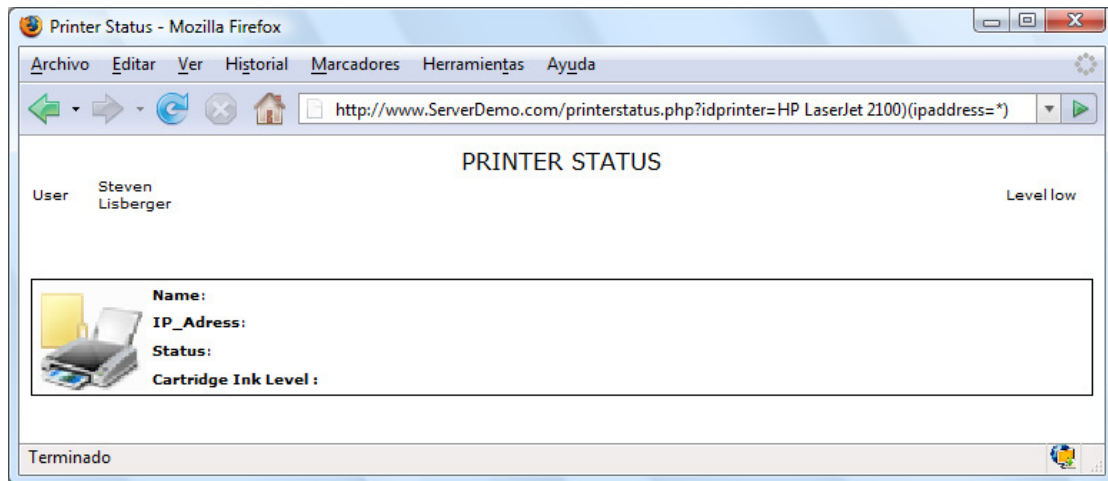 Printer Status - Mozilla Firefox
Archivo Editar Ver Historial Marcadores Herramientas Ayuda
http://www.ServerDemo.com/printerstatus.php?idprinter=HP LaserJet 2100)(ipaddress=*)
PRINTER STATUS
User Steven Lisberger Level low
Name:
IP_Adress:
Status:
Cartridge Ink Level :
Terminado